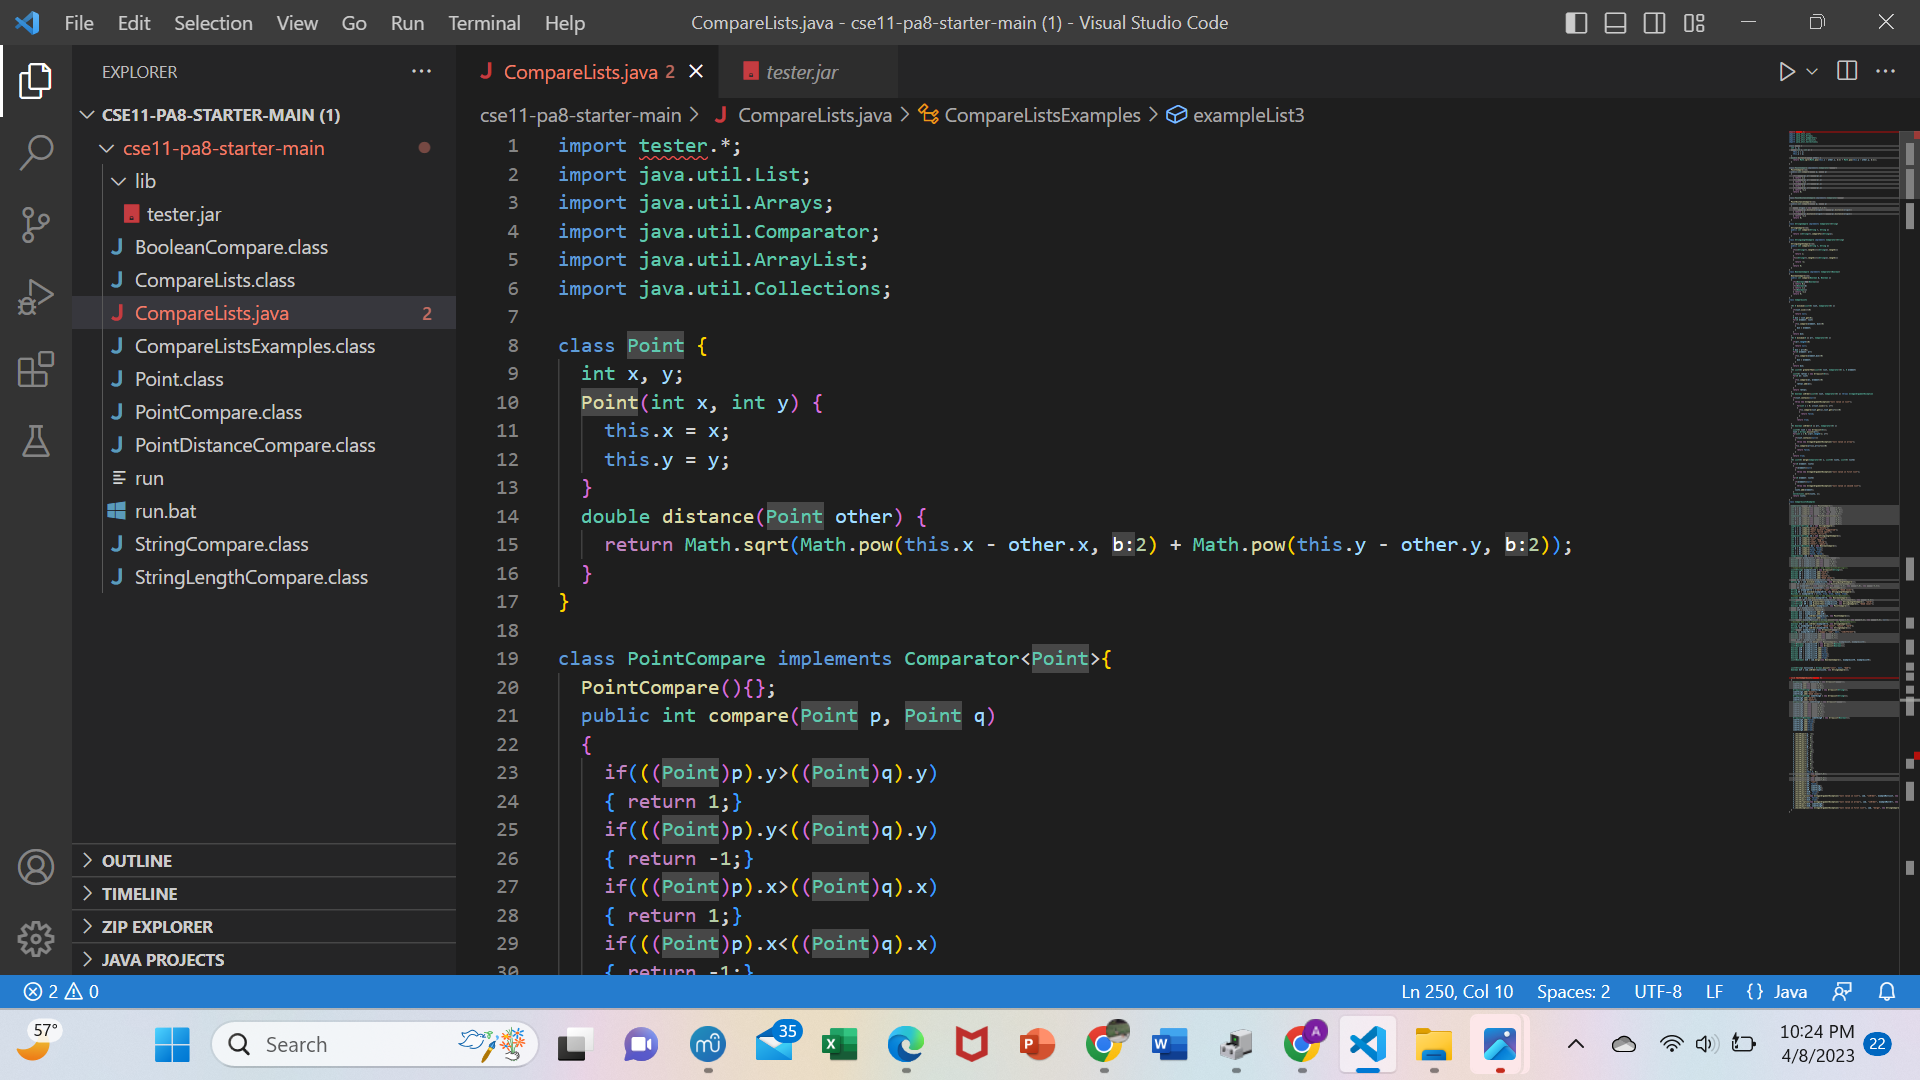 File Edit Selection View Go Run Terminal Help
CompareLists.java - cse11-pa8-starter-main (1) - Visual Studio Code
EXPLORER
CSE11-PA8-STARTER-MAIN (1)
cse11-pa8-starter-main
lib
tester.jar
BooleanCompare.class
CompareLists.class
CompareLists.java 2
CompareListsExamples.class
Point.class
PointCompare.class
PointDistanceCompare.class
run
run.bat
StringCompare.class
StringLengthCompare.class
OUTLINE
TIMELINE
ZIP EXPLORER
JAVA PROJECTS
CompareLists.java 2
tester.jar
cse11-pa8-starter-main > CompareLists.java > CompareListsExamples > exampleList3
1 import tester.*;
2 import java.util.List;
3 import java.util.Arrays;
4 import java.util.Comparator;
5 import java.util.ArrayList;
6 import java.util.Collections;
7
8 class Point {
9 int x, y;
10 Point(int x, int y) {
11 this.x = x;
12 this.y = y;
13 }
14 double distance(Point other) {
15 return Math.sqrt(Math.pow(this.x - other.x, b:2) + Math.pow(this.y - other.y, b:2));
16 }
17 }
18
19 class PointCompare implements Comparator<Point>{
20 PointCompare(){};
21 public int compare(Point p, Point q)
22 {
23 if(((Point)p).y>((Point)q).y)
24 { return 1;}
25 if(((Point)p).y<((Point)q).y)
26 { return -1;}
27 if(((Point)p).x>((Point)q).x)
28 { return 1;}
29 if(((Point)p).x<((Point)q).x)
30 { return -1;}
2 0
Ln 250, Col 10 Spaces: 2 UTF-8 LF {} Java
57°
Search
35
A
10:24 PM
4/8/2023
22